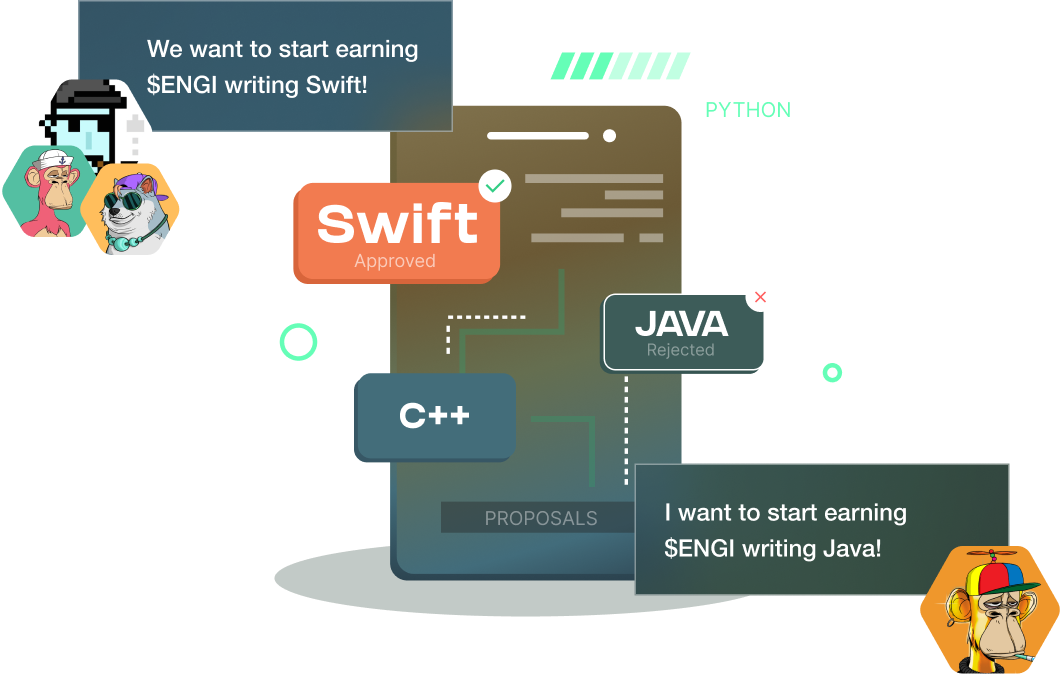 We want to start earning
$ENGI writing Swift!
PYTHON
Swift
Approved
JAVA
Rejected
C++
PROPOSALS
I want to start earning
$ENGI writing Java!